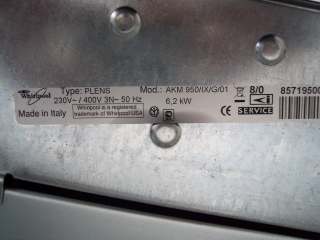 Whirlpool Type: PLENS Mod.: AKM 950/IX/G/01 8/0 85719500
230V~ / 400V 3N~ 50 Hz 6,2 kW
Made in Italy Whirlpool is a registered trademark of Whirlpool USA SERVICE